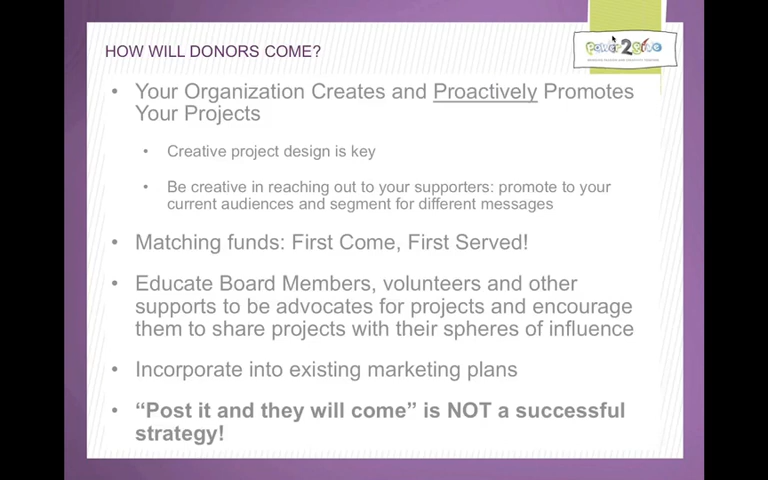 HOW WILL DONORS COME?
power2give
• Your Organization Creates and Proactively Promotes
Your Projects
• Creative project design is key
• Be creative in reaching out to your supporters: promote to your
current audiences and segment for different messages
• Matching funds: First Come, First Served!
• Educate Board Members, volunteers and other
supports to be advocates for projects and encourage
them to share projects with their spheres of influence
• Incorporate into existing marketing plans
• “Post it and they will come” is NOT a successful
strategy!